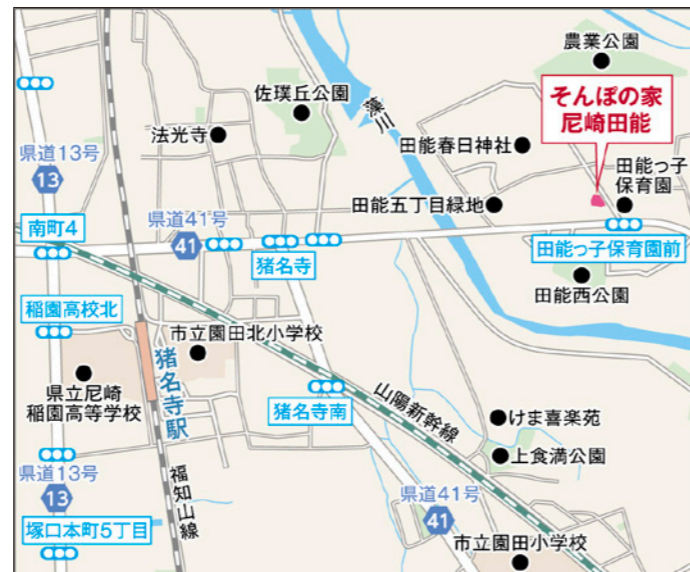 農業公園
佐璞丘公園
そんぽの家
尼崎田能
藻川
法光寺
田能春日神社
田能っ子
保育園
県道13号
13
田能五丁目緑地
県道41号
41
南町4
猪名寺
田能っ子保育園前
田能西公園
稲園高校北
市立園田北小学校
猪名寺駅
県立尼崎
稲園高等学校
猪名寺南
山陽新幹線
けま喜楽苑
上食満公園
福知山線
県道13号
13
県道41号
41
塚口本町5丁目
市立園田小学校